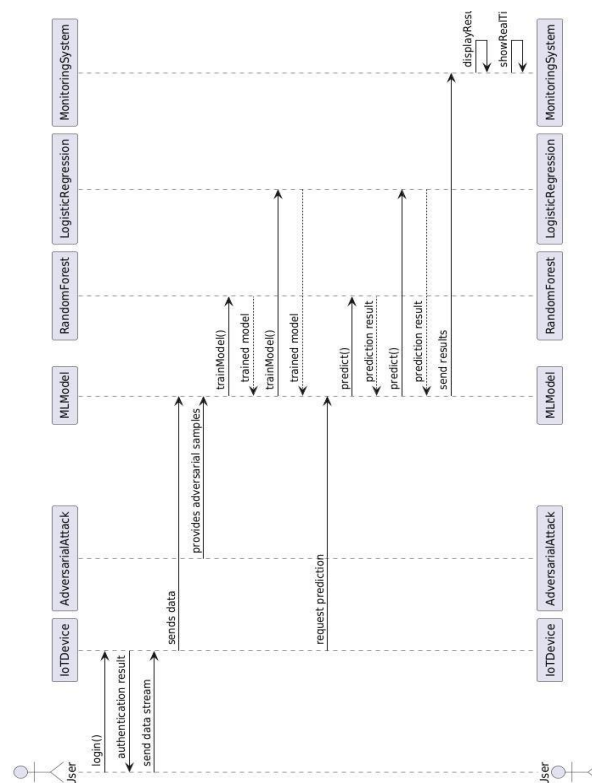 User
IoTDevice
AdversarialAttack
MLModel
RandomForest
LogisticRegression
MonitoringSystem
login()
authentication result
send data stream
sends data
provides adversarial samples
trainModel()
trained model
trainModel()
trained model
request prediction
predict()
prediction result
predict()
prediction result
send results
displayResu
showRealTi
User
IoTDevice
AdversarialAttack
MLModel
RandomForest
LogisticRegression
MonitoringSystem